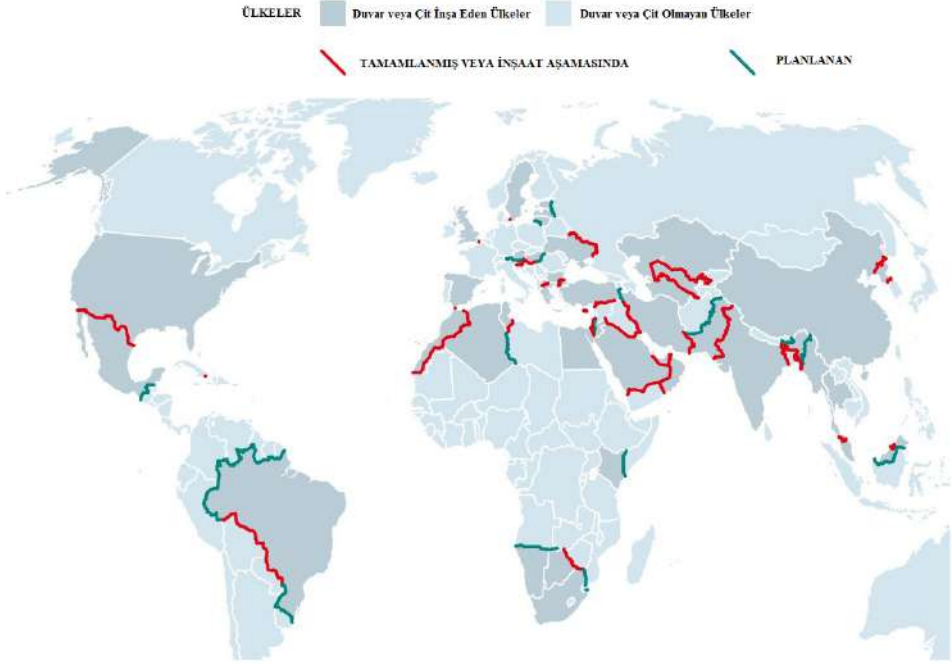 ÜLKELER Duvar veya Çit İnşa Eden Ülkeler Duvar veya Çit Olmayan Ülkeler
TAMAMLANMIŞ VEYA İNŞAAT AŞAMASINDA PLANLANAN